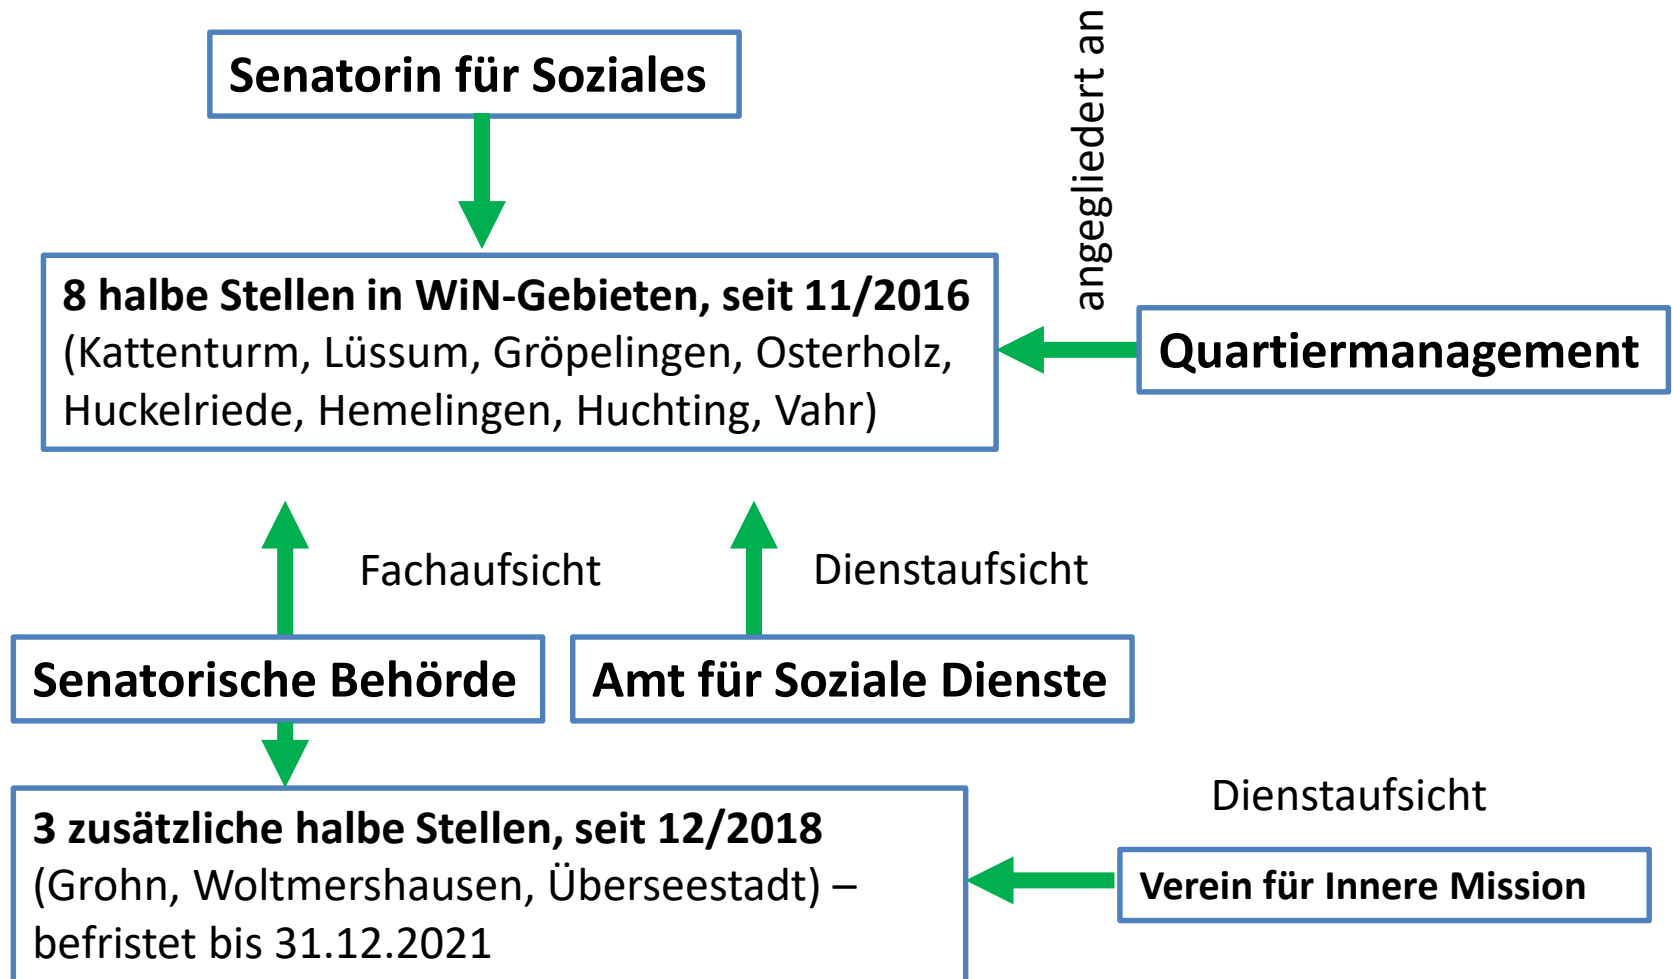 Senatorin für Soziales
angegliedert an
8 halbe Stellen in WiN-Gebieten, seit 11/2016
(Kattenturm, Lüssum, Gröpelingen, Osterholz,
Huckelriede, Hemelingen, Huchting, Vahr)
Quartiermanagement
Fachaufsicht
Dienstaufsicht
Senatorische Behörde
Amt für Soziale Dienste
3 zusätzliche halbe Stellen, seit 12/2018
(Grohn, Woltmershausen, Überseestadt) –
befristet bis 31.12.2021
Dienstaufsicht
Verein für Innere Mission